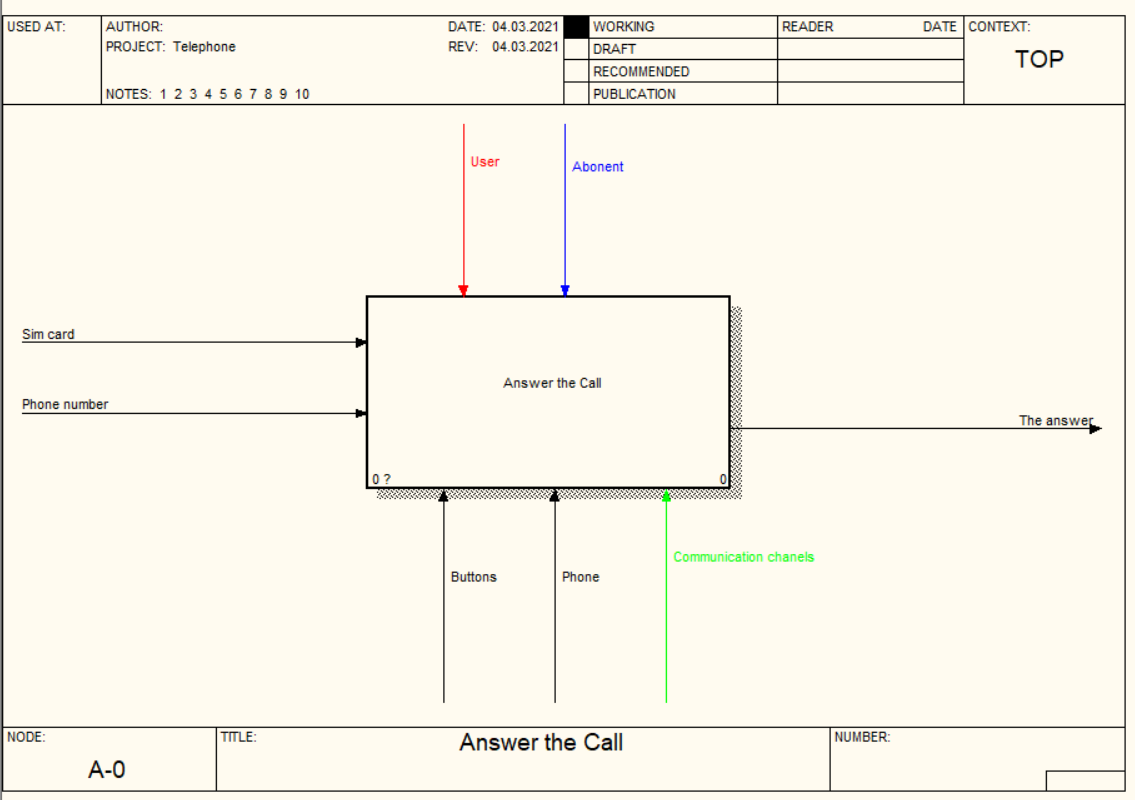 USED AT:
AUTHOR:
DATE: 04.03.2021
PROJECT: Telephone
REV: 04.03.2021
NOTES: 1 2 3 4 5 6 7 8 9 10
WORKING
DRAFT
RECOMMENDED
PUBLICATION
READER
DATE
CONTEXT:
TOP
User
Abonent
Sim card
Phone number
Answer the Call
The answer
0 ?
0
Buttons
Phone
Communication chanels
NODE:
A-0
TITLE:
Answer the Call
NUMBER: